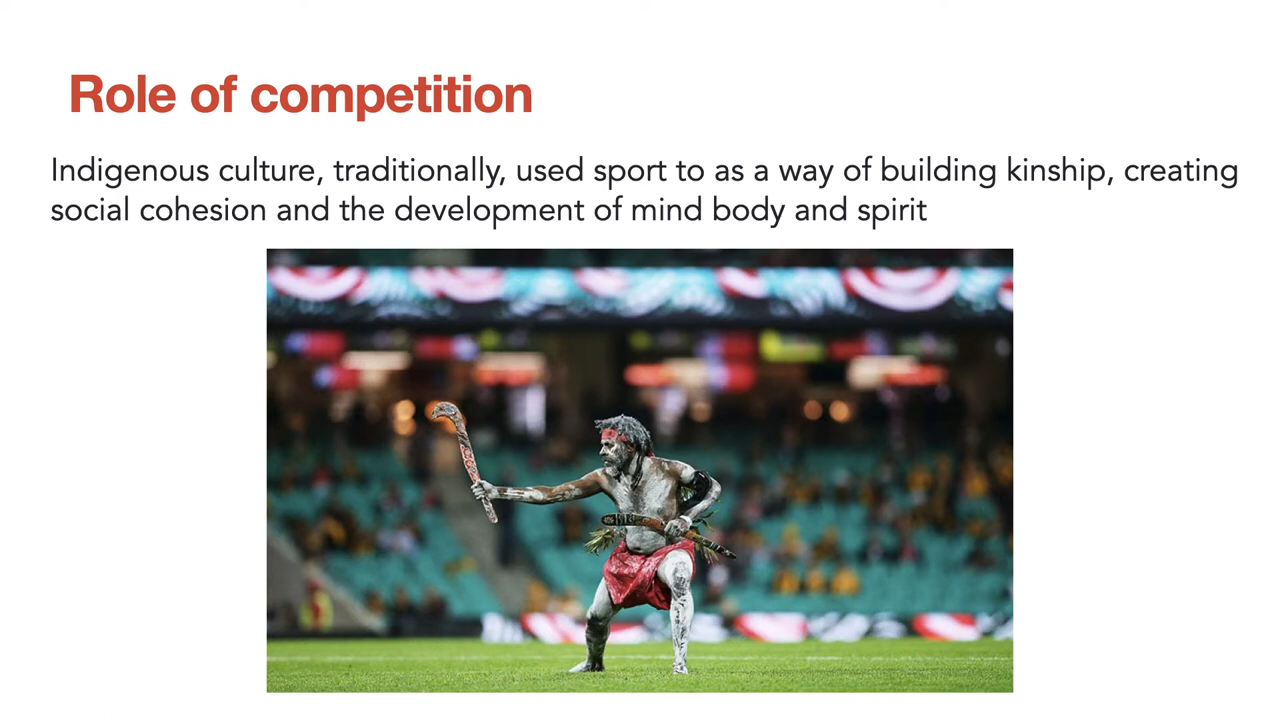 Role of competition
Indigenous culture, traditionally, used sport to as a way of building kinship, creating
social cohesion and the development of mind body and spirit